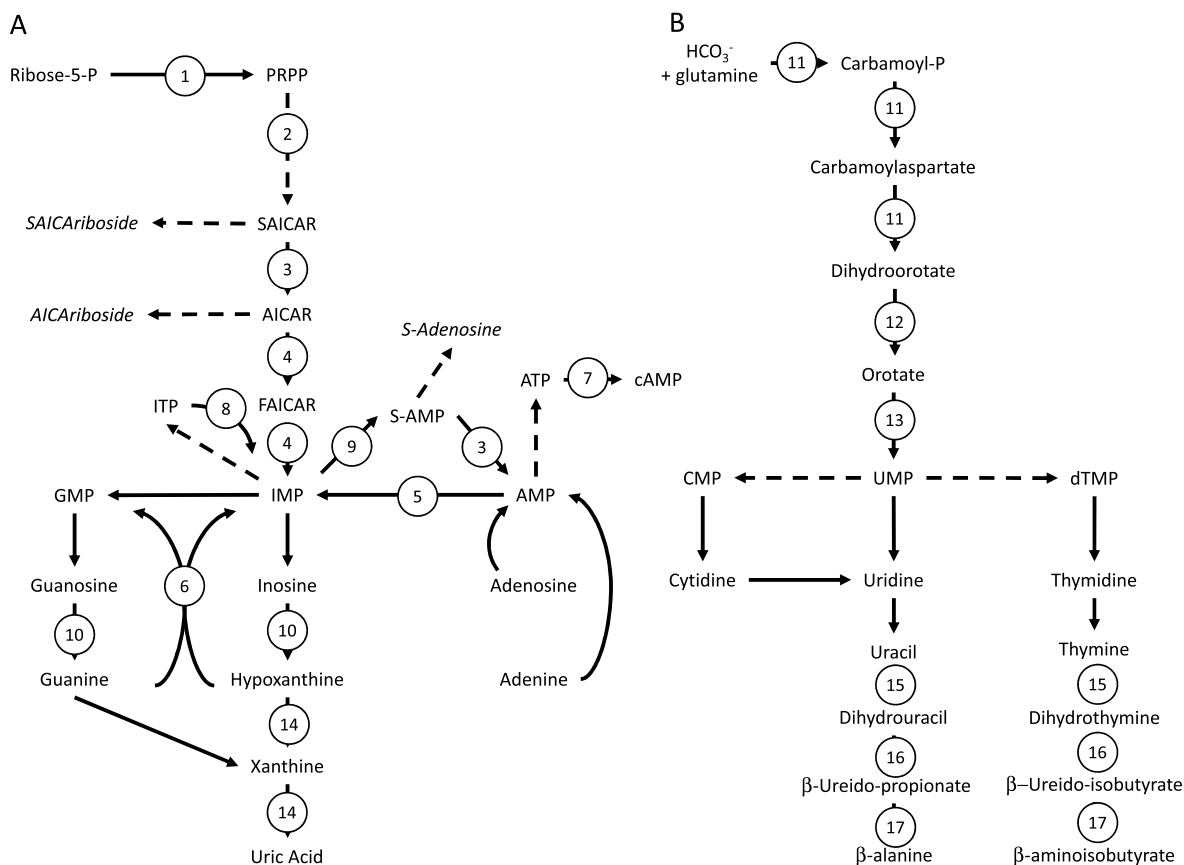 A
Ribose-5-P
1
PRPP
2
SAICAriboside
SAICAR
3
AICAriboside
AICAR
4
S-Adenosine
ITP
8
FAICAR
ATP
7
cAMP
S-AMP
4
9
3
GMP
IMP
5
AMP
Guanosine
6
Inosine
Adenosine
10
10
Guanine
Hypoxanthine
Adenine
14
Xanthine
14
Uric Acid
B
HCO3-
+ glutamine
11
Carbamoyl-P
11
Carbamoylaspartate
11
Dihydroorotate
12
Orotate
13
CMP
UMP
dTMP
Cytidine
Uridine
Thymidine
Uracil
Thymine
15
15
Dihydrouracil
Dihydrothymine
16
16
β-Ureido-propionate
β–Ureido-isobutyrate
17
17
β-alanine
β-aminoisobutyrate